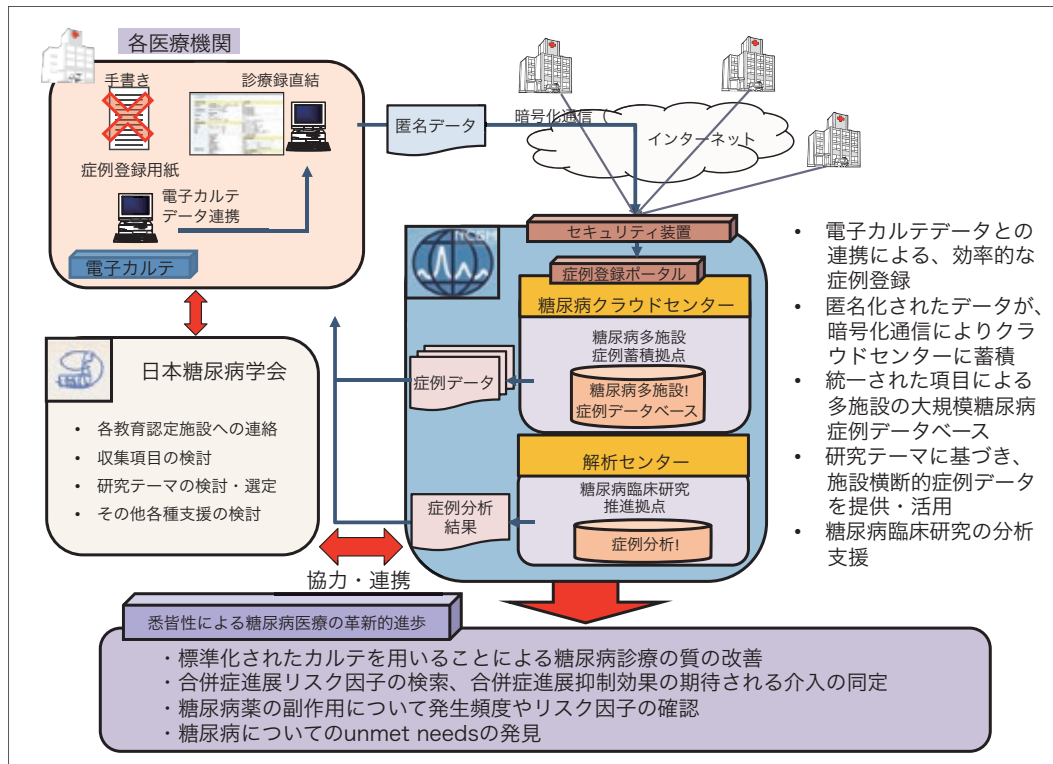 各医療機関
手書き
診療録直結
症例登録用紙
電子カルテ
データ連携
電子カルテ
匿名データ
暗号化通信
インターネット
NCGM
セキュリティ装置
症例登録ポータル
糖尿病クラウドセンター
糖尿病多施設
症例蓄積拠点
糖尿病多施設!
症例データベース
症例データ
解析センター
糖尿病臨床研究
推進拠点
症例分析!
症例分析
結果
日本糖尿病学会
• 各教育認定施設への連絡
• 収集項目の検討
• 研究テーマの検討・選定
• その他各種支援の検討
協力・連携
• 電子カルテデータとの
連携による、効率的な
症例登録
• 匿名化されたデータが、
暗号化通信によりクラ
ウドセンターに蓄積
• 統一された項目による
多施設の大規模糖尿病
症例データベース
• 研究テーマに基づき、
施設横断的症例データ
を提供・活用
• 糖尿病臨床研究の分析
支援
悉皆性による糖尿病医療の革新的進歩
・標準化されたカルテを用いることによる糖尿病診療の質の改善
・合併症進展リスク因子の検索、合併症進展抑制効果の期待される介入の同定
・糖尿病薬の副作用について発生頻度やリスク因子の確認
・糖尿病についてのunmet needsの発見